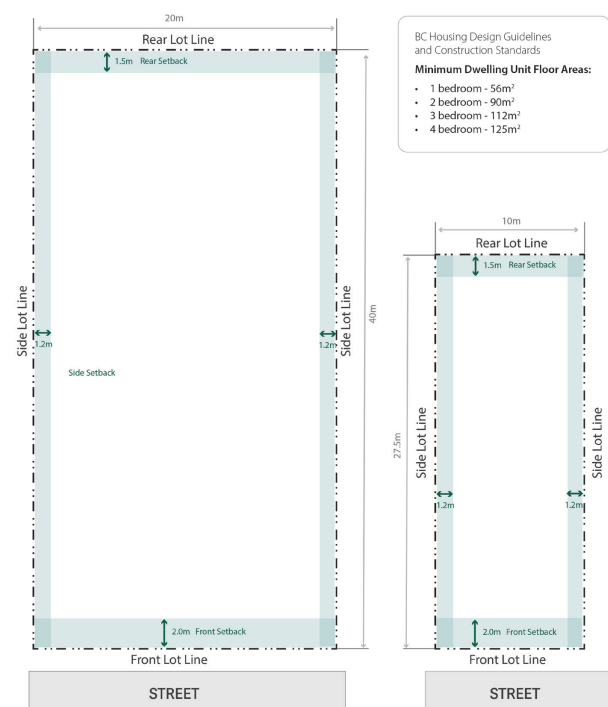 20m
Rear Lot Line
1.5m Rear Setback
Side Lot Line
1.2m
Side Setback
1.2m
Side Lot Line
40m
2.0m Front Setback
Front Lot Line
STREET
BC Housing Design Guidelines
and Construction Standards
Minimum Dwelling Unit Floor Areas:
• 1 bedroom - 56m²
• 2 bedroom - 90m²
• 3 bedroom - 112m²
• 4 bedroom - 125m²
10m
Rear Lot Line
1.5m Rear Setback
27.5m
Side Lot Line
1.2m
1.2m
Side Lot Line
2.0m Front Setback
Front Lot Line
STREET